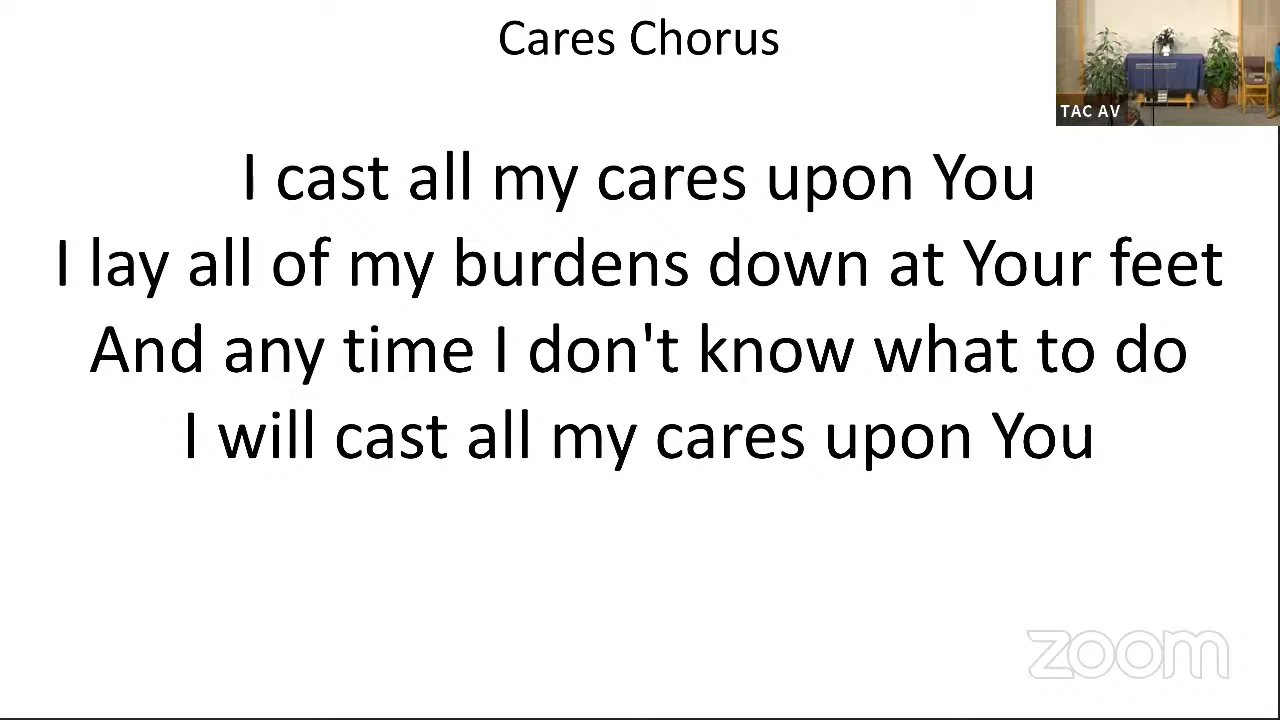 Cares Chorus
TAC AV
I cast all my cares upon You
I lay all of my burdens down at Your feet
And any time I don't know what to do
I will cast all my cares upon You
zoom